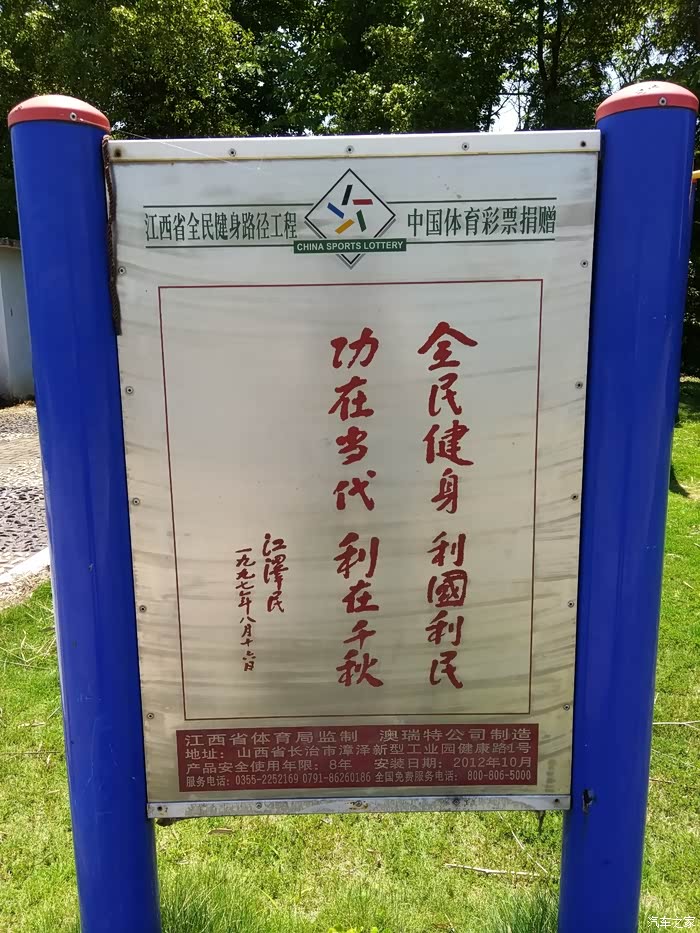 江西省全民健身路径工程
中国体育彩票捐赠
CHINA SPORTS LOTTERY
全民健身 利國利民
功在当代 利在千秋
江澤民
一九九七年八月十六日
江西省体育局监制 澳瑞特公司制造
地址：山西省长治市漳泽新型工业园健康路1号
产品安全使用年限：8年 安装日期：2012年10月
服务电话：0355-2252169 0791-86260186 全国免费服务电话：800-806-5000
汽车之家